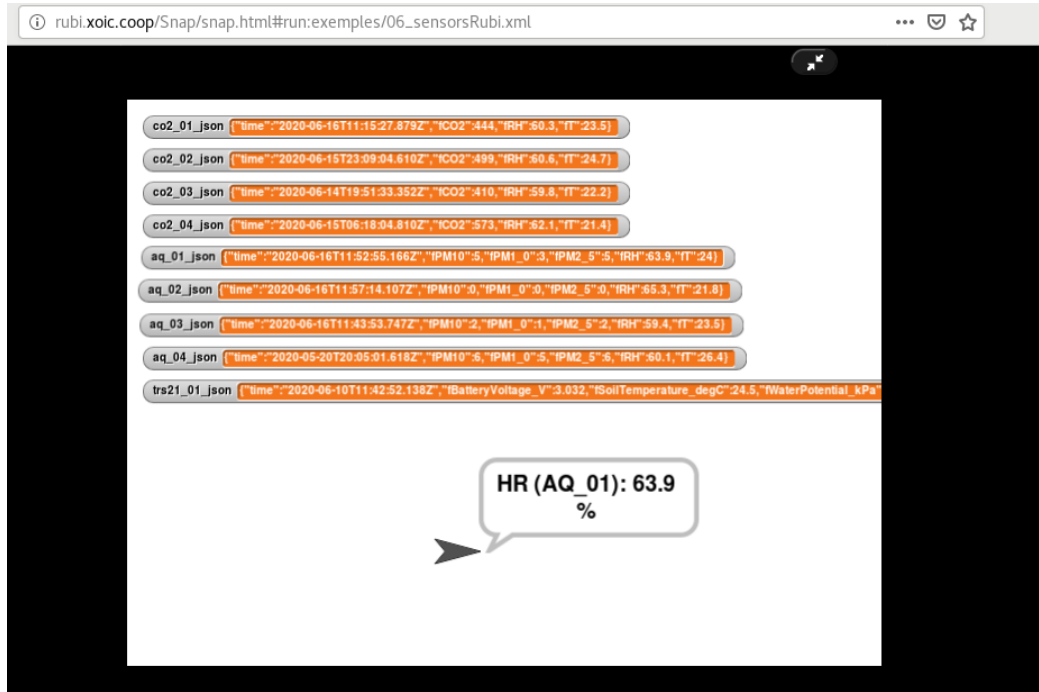 rubi.xoic.coop/Snap/snap.html#run:exemples/06_sensorsRubi.xml
co2_01_json {"time":"2020-06-16T11:15:27.879Z","fCO2":444,"fRH":60.3,"fT":23.5}
co2_02_json {"time":"2020-06-15T23:09:04.610Z","fCO2":499,"fRH":60.6,"fT":24.7}
co2_03_json {"time":"2020-06-14T19:51:33.352Z","fCO2":410,"fRH":59.8,"fT":22.2}
co2_04_json {"time":"2020-06-15T06:18:04.810Z","fCO2":573,"fRH":62.1,"fT":21.4}
aq_01_json {"time":"2020-06-16T11:52:55.166Z","fPM10":5,"fPM1_0":3,"fPM2_5":5,"fRH":63.9,"fT":24}
aq_02_json {"time":"2020-06-16T11:57:14.107Z","fPM10":0,"fPM1_0":0,"fPM2_5":0,"fRH":65.3,"fT":21.8}
aq_03_json {"time":"2020-06-16T11:43:53.747Z","fPM10":2,"fPM1_0":1,"fPM2_5":2,"fRH":59.4,"fT":23.5}
aq_04_json {"time":"2020-05-20T20:05:01.618Z","fPM10":6,"fPM1_0":5,"fPM2_5":6,"fRH":60.1,"fT":26.4}
trs21_01_json {"time":"2020-06-10T11:42:52.138Z","fBatteryVoltage_V":3.032,"fSoilTemperature_degC":24.5,"fWaterPotential_kPa"
HR (AQ_01): 63.9
%